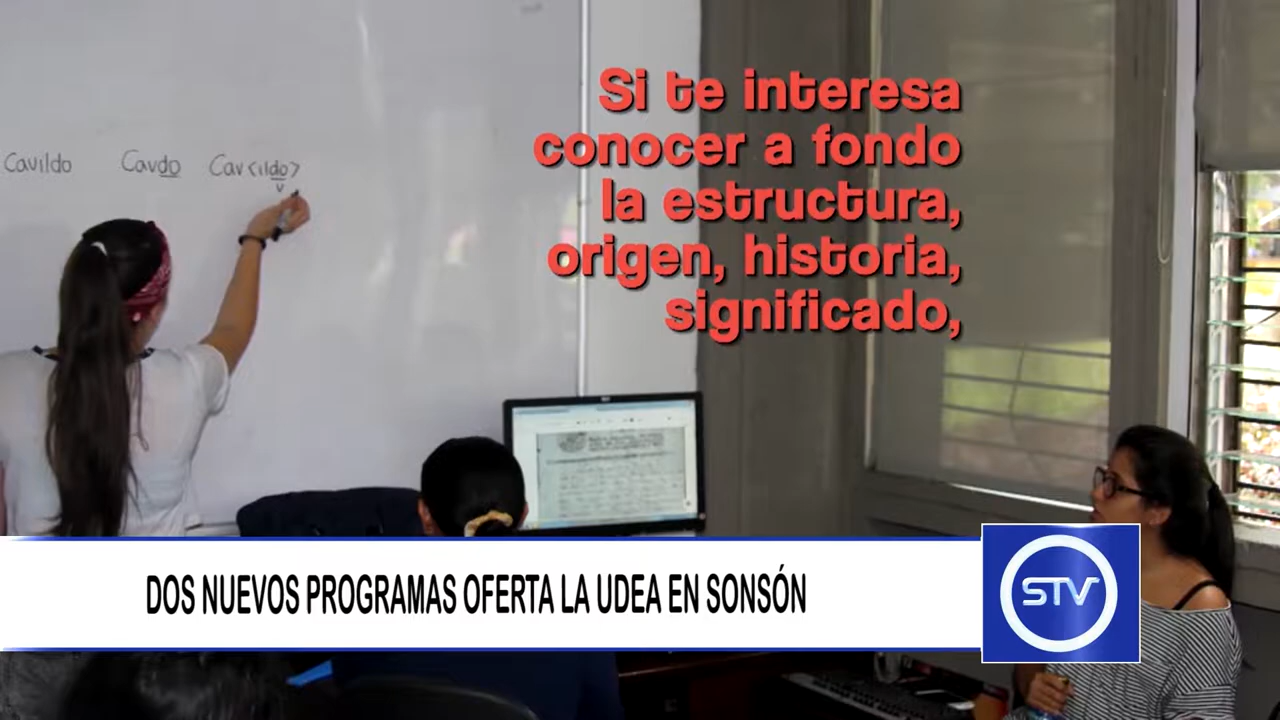 Si te interesa
conocer a fondo
la estructura,
origen, historia,
significado,
Cavildo Cavdo Cav<ildo>
v
DOS NUEVOS PROGRAMAS OFERTA LA UDEA EN SONSÓN
STV